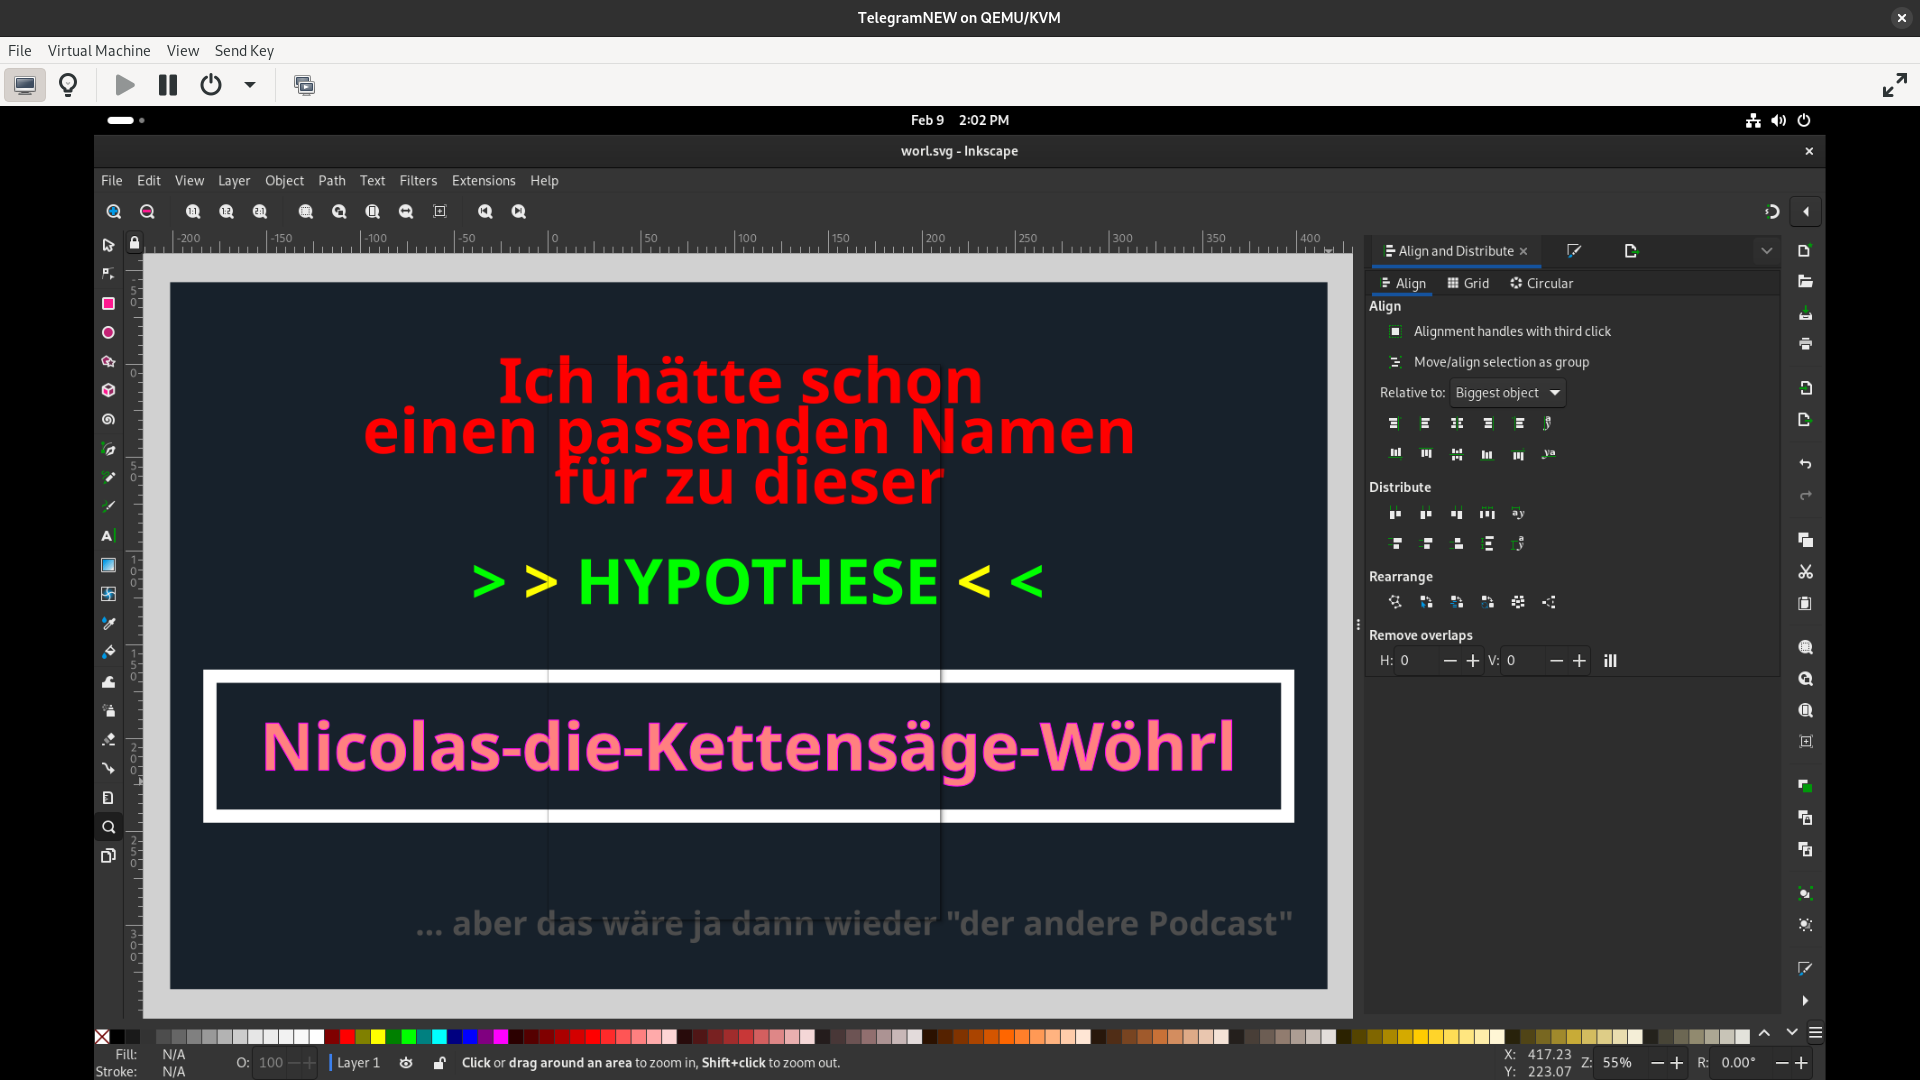 TelegramNEW on QEMU/KVM
File Virtual Machine View Send Key
Feb 9 2:02 PM
worl.svg - Inkscape
File Edit View Layer Object Path Text Filters Extensions Help
-200 -150 -100 -50 0 50 100 150 200 250 300 350 400
Align and Distribute
Align Grid Circular
Align
Alignment handles with third click
Move/align selection as group
Relative to: Biggest object
Distribute
Rearrange
Remove overlaps
H: 0 V: 0
Ich hätte schon
einen passenden Namen
für zu dieser
> > HYPOTHESE < <
Nicolas-die-Kettensäge-Wöhrl
... aber das wäre ja dann wieder "der andere Podcast"
Fill: N/A
Stroke: N/A
O: 100
Layer 1
Click or drag around an area to zoom in, Shift+click to zoom out.
X: 417.23
Y: 223.07
Z: 55%
R: 0.00°